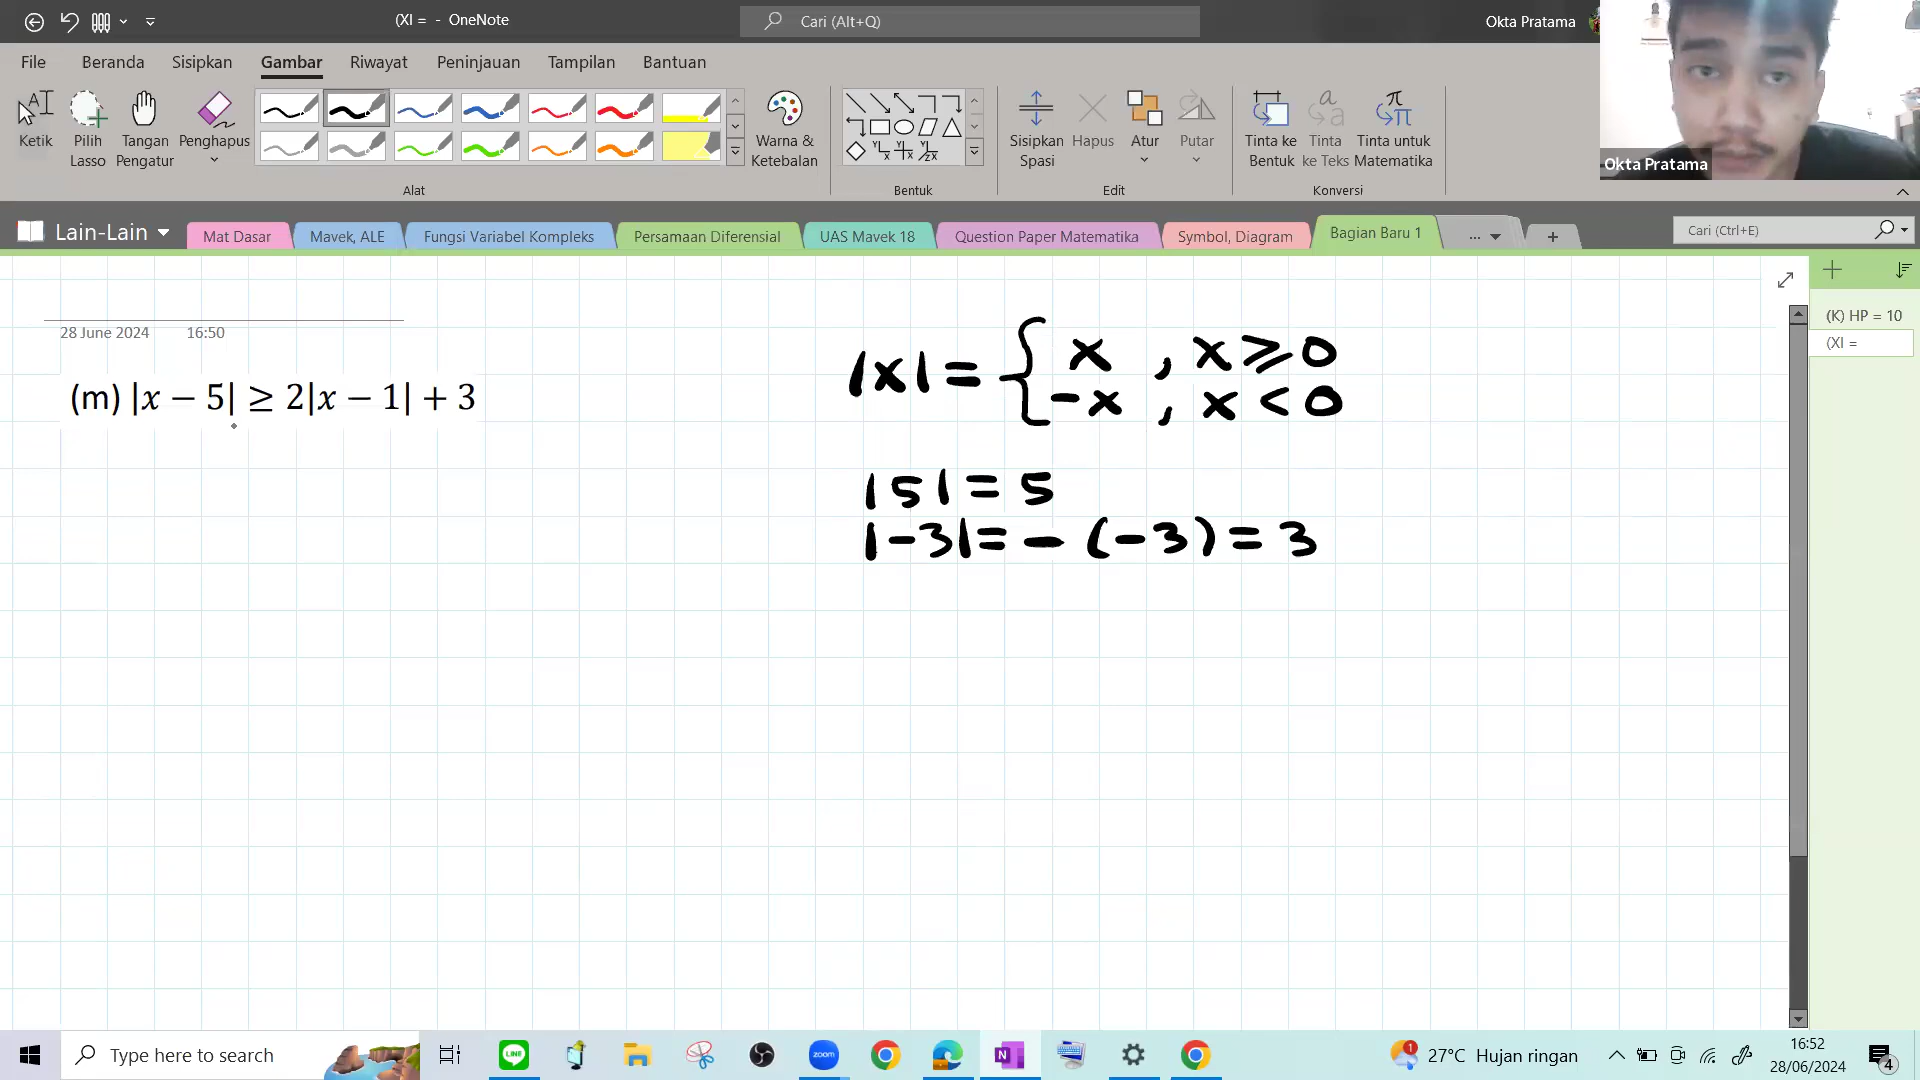 (XI = - OneNote
Cari (Alt+Q)
Okta Pratama
File Beranda Sisipkan Gambar Riwayat Peninjauan Tampilan Bantuan
Ketik
Pilih Lasso
Tangan Pengatur
Penghapus
Warna & Ketebalan
Sisipkan Spasi
Hapus
Atur
Putar
Tinta ke Bentuk
Tinta ke Teks
Tinta untuk Matematika
Alat
Bentuk
Edit
Konversi
Okta Pratama
Lain-Lain
Mat Dasar
Mavek, ALE
Fungsi Variabel Kompleks
Persamaan Diferensial
UAS Mavek 18
Question Paper Matematika
Symbol, Diagram
Bagian Baru 1
...
Cari (Ctrl+E)
(K) HP = 10
(XI =
28 June 2024 16:50
(m) |x − 5| ≥ 2|x − 1| + 3
|x| = { x , x ≥ 0
-x , x < 0
|5| = 5
|-3| = - (-3) = 3
Type here to search
LINE
zoom
N
1
27°C Hujan ringan
16:52
28/06/2024
4